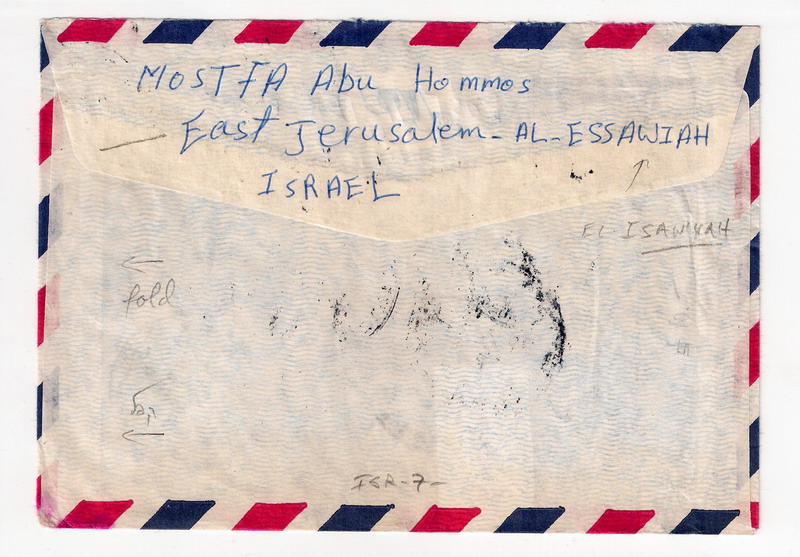 MOSTFA Abu Hommos
East Jerusalem - AL-ESSAWIAH
ISRAEL
EL ISAWIYAH
fold
ISR-7-